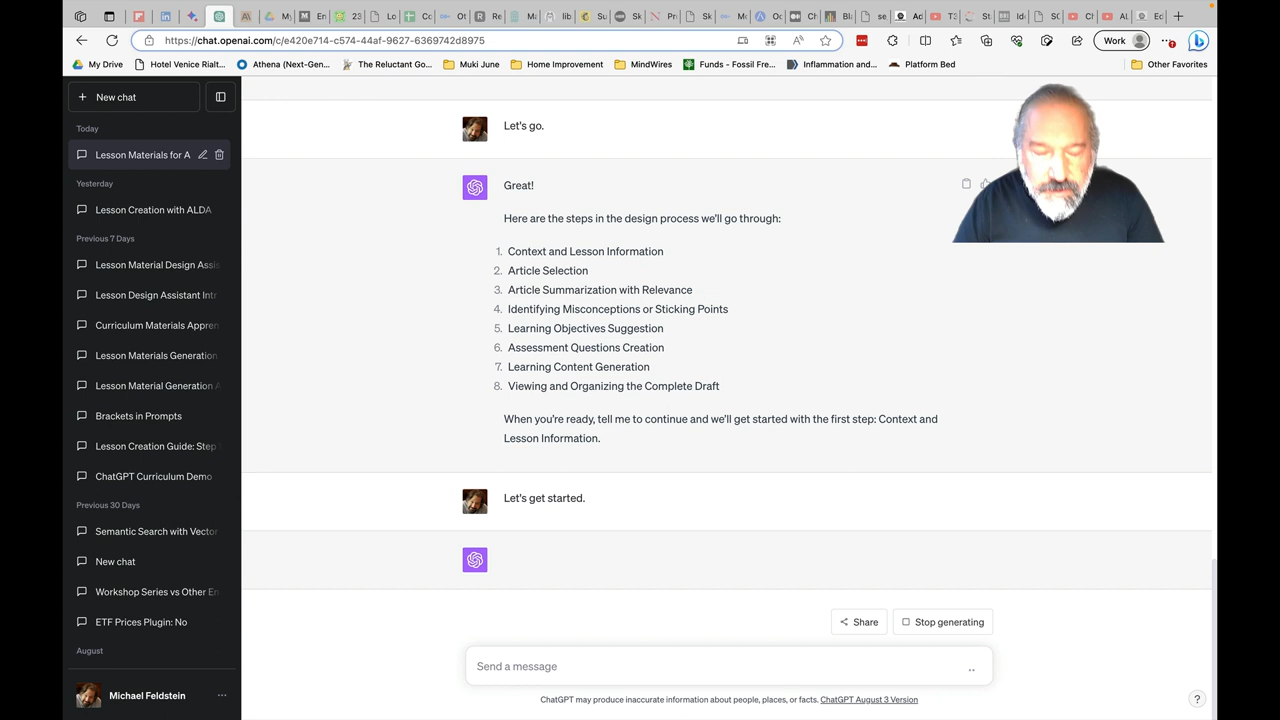 https://chat.openai.com/c/e420e714-c574-44af-9627-6369742d8975
Work
My Drive
Hotel Venice Rialt...
Athena (Next-Gen...
The Reluctant Go...
Muki June
Home Improvement
MindWires
Funds - Fossil Fre...
Inflammation and...
Platform Bed
Other Favorites
New chat
Today
Lesson Materials for A
Yesterday
Lesson Creation with ALDA
Previous 7 Days
Lesson Material Design Assis
Lesson Design Assistant Intr
Curriculum Materials Appren
Lesson Materials Generation
Lesson Material Generation A
Brackets in Prompts
Lesson Creation Guide: Step
ChatGPT Curriculum Demo
Previous 30 Days
Semantic Search with Vector
New chat
Workshop Series vs Other En
ETF Prices Plugin: No
August
Michael Feldstein
Let's go.
Great!
Here are the steps in the design process we'll go through:
1. Context and Lesson Information
2. Article Selection
3. Article Summarization with Relevance
4. Identifying Misconceptions or Sticking Points
5. Learning Objectives Suggestion
6. Assessment Questions Creation
7. Learning Content Generation
8. Viewing and Organizing the Complete Draft
When you're ready, tell me to continue and we'll get started with the first step: Context and
Lesson Information.
Let's get started.
Share
Stop generating
Send a message
ChatGPT may produce inaccurate information about people, places, or facts. ChatGPT August 3 Version
?